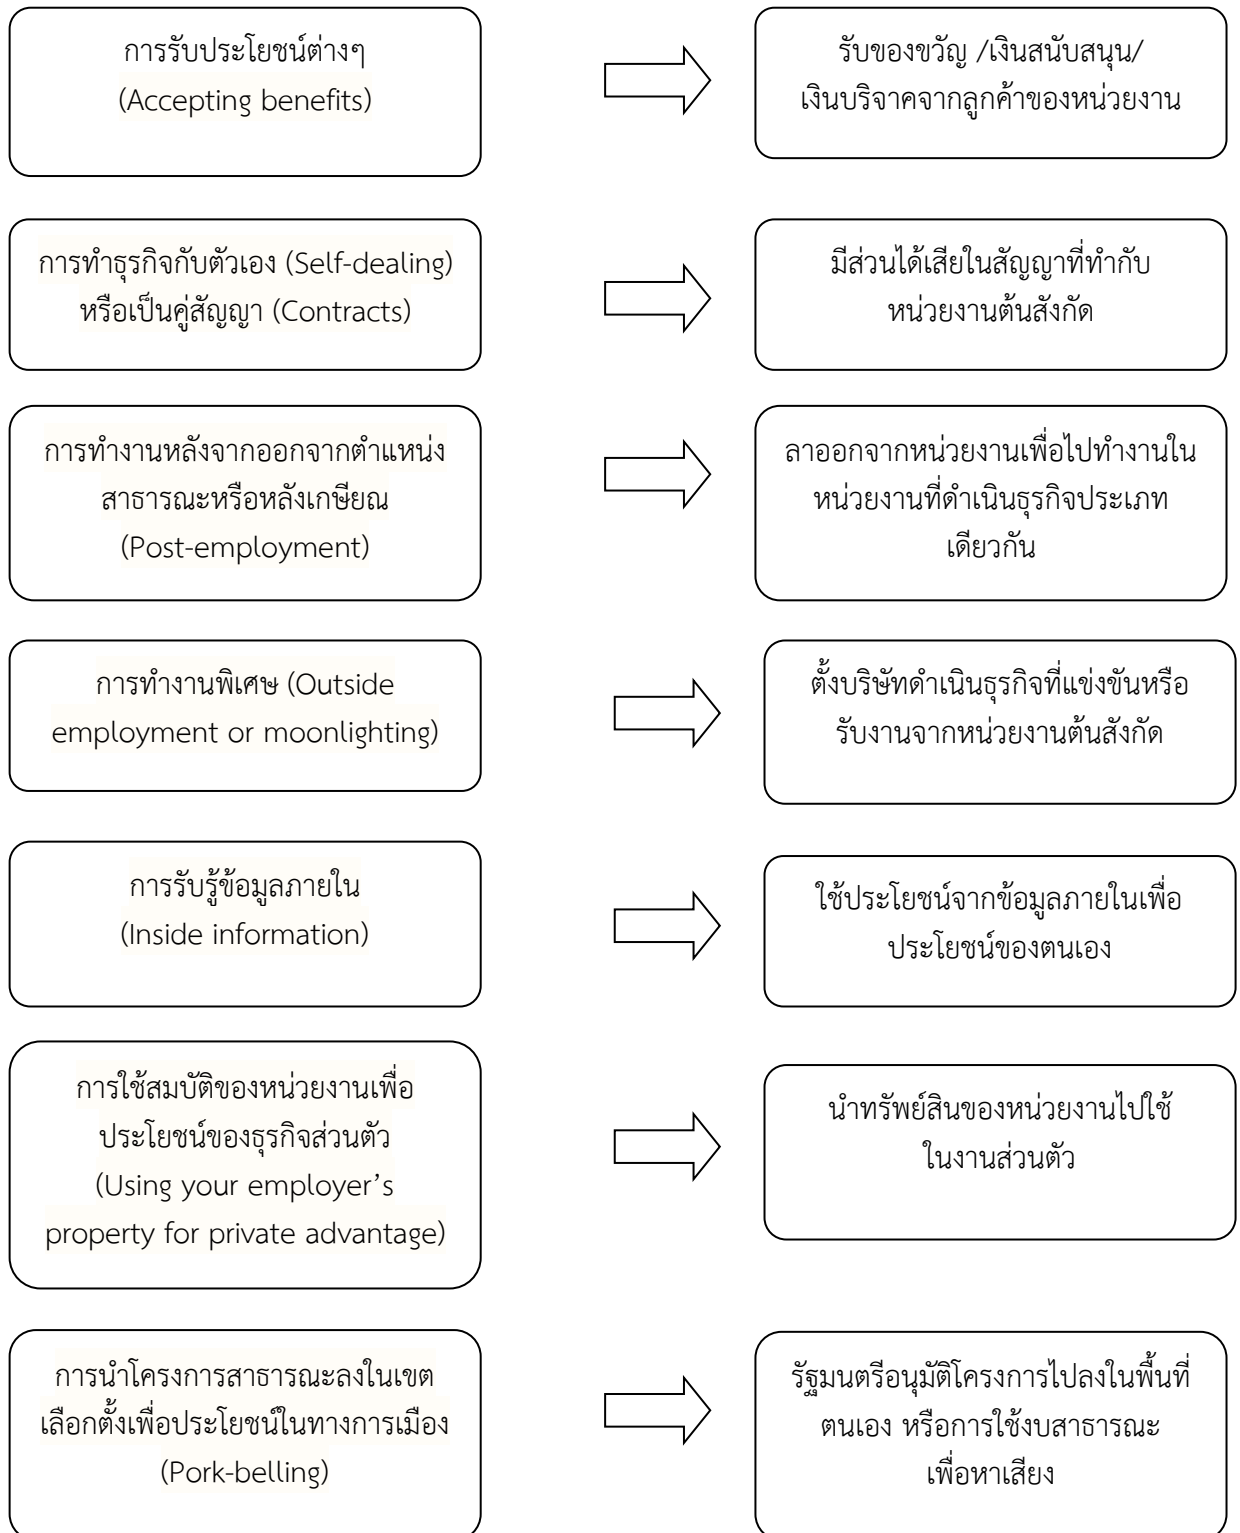 การรับประโยชน์ต่างๆ
(Accepting benefits)
รับของขวัญ /เงินสนับสนุน/
เงินบริจาคจากลูกค้าของหน่วยงาน
การทำธุรกิจกับตัวเอง (Self-dealing)
หรือเป็นคู่สัญญา (Contracts)
มีส่วนได้เสียในสัญญาที่ทำกับ
หน่วยงานต้นสังกัด
การทำงานหลังจากออกจากตำแหน่ง
สาธารณะหรือหลังเกษียณ
(Post-employment)
ลาออกจากหน่วยงานเพื่อไปทำงานใน
หน่วยงานที่ดำเนินธุรกิจประเภท
เดียวกัน
การทำงานพิเศษ (Outside
employment or moonlighting)
ตั้งบริษัทดำเนินธุรกิจที่แข่งขันหรือ
รับงานจากหน่วยงานต้นสังกัด
การรับรู้ข้อมูลภายใน
(Inside information)
ใช้ประโยชน์จากข้อมูลภายในเพื่อ
ประโยชน์ของตนเอง
การใช้สมบัติของหน่วยงานเพื่อ
ประโยชน์ของธุรกิจส่วนตัว
(Using your employer’s
property for private advantage)
นำทรัพย์สินของหน่วยงานไปใช้
ในงานส่วนตัว
การนำโครงการสาธารณะลงในเขต
เลือกตั้งเพื่อประโยชน์ในทางการเมือง
(Pork-belling)
รัฐมนตรีอนุมัติโครงการไปลงในพื้นที่
ตนเอง หรือการใช้งบสาธารณะ
เพื่อหาเสียง